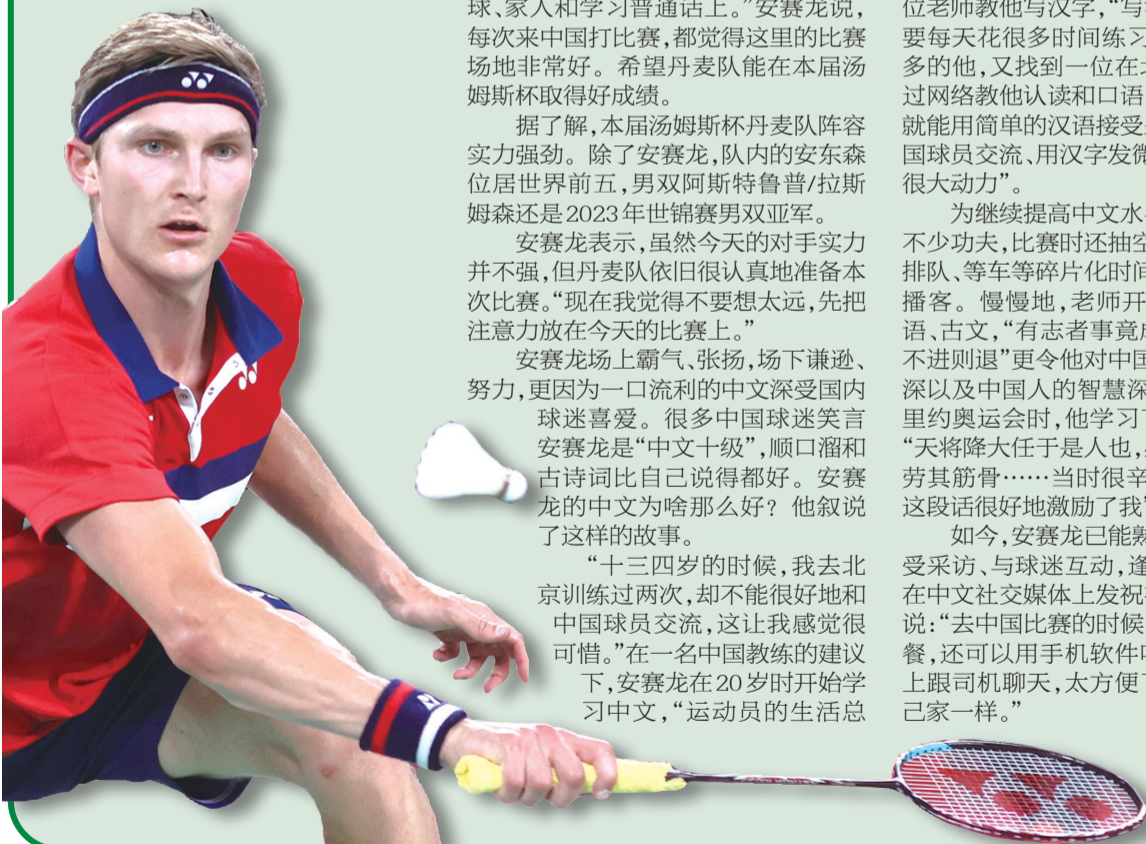 球、家人和学习普通话上。”安赛龙说，
每次来中国打比赛，都觉得这里的比赛
场地非常好。希望丹麦队能在本届汤
姆斯杯取得好成绩。
据了解，本届汤姆斯杯丹麦队阵容
实力强劲。除了安赛龙，队内的安东森
位居世界前五，男双阿斯特鲁普/拉斯
姆森还是2023年世锦赛男双亚军。
安赛龙表示，虽然今天的对手实力
并不强，但丹麦队依旧很认真地准备本
次比赛。“现在我觉得不要想太远，先把
注意力放在今天的比赛上。”
安赛龙场上霸气、张扬，场下谦逊、
努力，更因为一口流利的中文深受国内
球迷喜爱。很多中国球迷笑言
安赛龙是“中文十级”，顺口溜和
古诗词比自己说得都好。安赛
龙的中文为啥那么好？他叙说
了这样的故事。
“十三四岁的时候，我去北
京训练过两次，却不能很好地和
中国球员交流，这让我感觉很
可惜。”在一名中国教练的建议
下，安赛龙在20岁时开始学
习中文，“运动员的生活总
位老师教他写汉字，“写
要每天花很多时间练习
多的他，又找到一位在
过网络教他认读和口语
就能用简单的汉语接受
国球员交流、用汉字发微
很大动力”。
为继续提高中文水
不少功夫，比赛时还抽空
排队、等车等碎片化时间
播客。慢慢地，老师开
语、古文，“有志者事竟成
不进则退”更令他对中国
深以及中国人的智慧深
里约奥运会时，他学习
“天将降大任于是人也，
劳其筋骨……当时很辛
这段话很好地激励了我
如今，安赛龙已能熟
受采访、与球迷互动，逢
在中文社交媒体上发祝
说：“去中国比赛的时候
餐，还可以用手机软件
上跟司机聊天，太方便了
己家一样。”